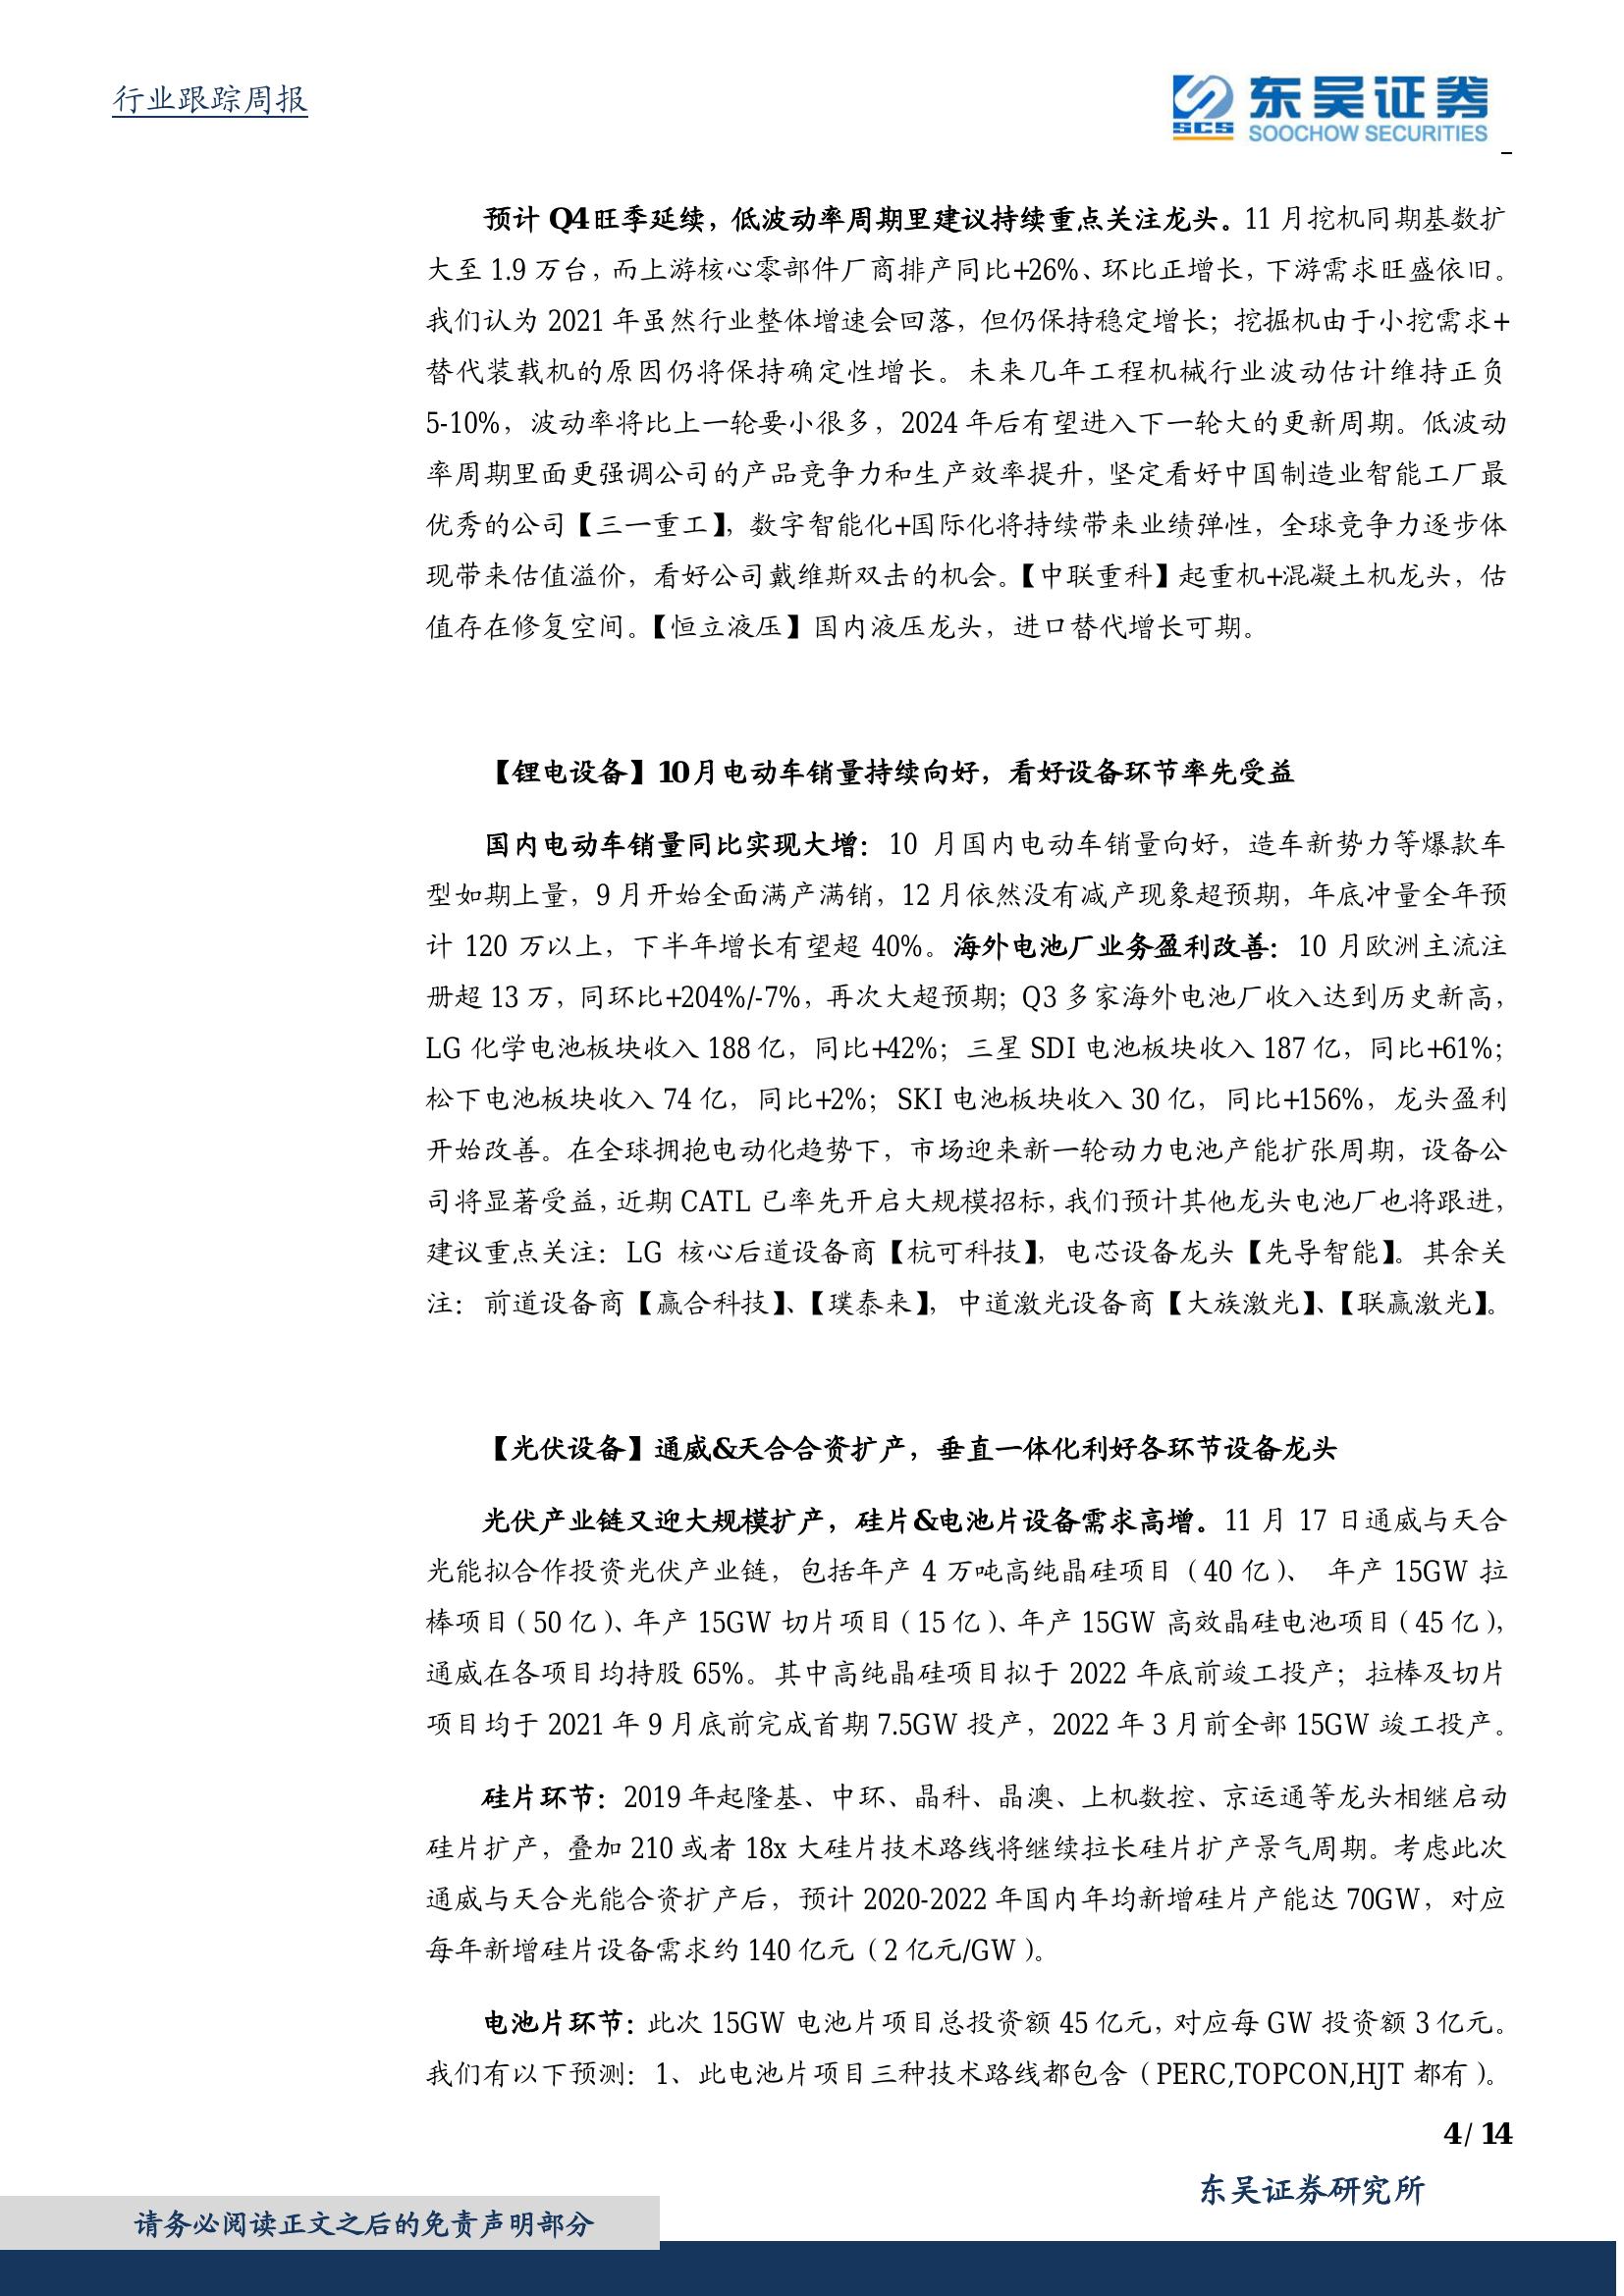 行业跟踪周报
东吴证券
SCS
SOOCHOW SECURITIES
预计 Q4 旺季延续，低波动率周期里建议持续重点关注龙头。11 月挖机同期基数扩
大至 1.9 万台，而上游核心零部件厂商排产同比+26%、环比正增长，下游需求旺盛依旧。
我们认为 2021 年虽然行业整体增速会回落，但仍保持稳定增长；挖掘机由于小挖需求+
替代装载机的原因仍将保持确定性增长。未来几年工程机械行业波动估计维持正负
5-10%，波动率将比上一轮要小很多，2024 年后有望进入下一轮大的更新周期。低波动
率周期里面更强调公司的产品竞争力和生产效率提升，坚定看好中国制造业智能工厂最
优秀的公司【三一重工】，数字智能化+国际化将持续带来业绩弹性，全球竞争力逐步体
现带来估值溢价，看好公司戴维斯双击的机会。【中联重科】起重机+混凝土机龙头，估
值存在修复空间。【恒立液压】国内液压龙头，进口替代增长可期。
【锂电设备】10 月电动车销量持续向好，看好设备环节率先受益
国内电动车销量同比实现大增：10 月国内电动车销量向好，造车新势力等爆款车
型如期上量，9 月开始全面满产满销，12 月依然没有减产现象超预期，年底冲量全年预
计 120 万以上，下半年增长有望超 40%。海外电池厂业务盈利改善：10 月欧洲主流注
册超 13 万，同环比+204%/-7%，再次大超预期；Q3 多家海外电池厂收入达到历史新高，
LG 化学电池板块收入 188 亿，同比+42%；三星 SDI 电池板块收入 187 亿，同比+61%；
松下电池板块收入 74 亿，同比+2%；SKI 电池板块收入 30 亿，同比+156%，龙头盈利
开始改善。在全球拥抱电动化趋势下，市场迎来新一轮动力电池产能扩张周期，设备公
司将显著受益，近期 CATL 已率先开启大规模招标，我们预计其他龙头电池厂也将跟进，
建议重点关注：LG 核心后道设备商【杭可科技】，电芯设备龙头【先导智能】。其余关
注：前道设备商【赢合科技】、【璞泰来】，中道激光设备商【大族激光】、【联赢激光】。
【光伏设备】通威&天合合资扩产，垂直一体化利好各环节设备龙头
光伏产业链又迎大规模扩产，硅片&电池片设备需求高增。11 月 17 日通威与天合
光能拟合作投资光伏产业链，包括年产 4 万吨高纯晶硅项目（40 亿）、 年产 15GW 拉
棒项目（50 亿）、年产 15GW 切片项目（15 亿）、年产 15GW 高效晶硅电池项目（45 亿），
通威在各项目均持股 65%。其中高纯晶硅项目拟于 2022 年底前竣工投产；拉棒及切片
项目均于 2021 年 9 月底前完成首期 7.5GW 投产，2022 年 3 月前全部 15GW 竣工投产。
硅片环节：2019 年起隆基、中环、晶科、晶澳、上机数控、京运通等龙头相继启动
硅片扩产，叠加 210 或者 18x 大硅片技术路线将继续拉长硅片扩产景气周期。考虑此次
通威与天合光能合资扩产后，预计 2020-2022 年国内年均新增硅片产能达 70GW，对应
每年新增硅片设备需求约 140 亿元（2 亿元/GW）。
电池片环节：此次 15GW 电池片项目总投资额 45 亿元，对应每 GW 投资额 3 亿元。
我们有以下预测：1、此电池片项目三种技术路线都包含（PERC,TOPCON,HJT 都有）。
4 / 14
东吴证券研究所
请务必阅读正文之后的免责声明部分